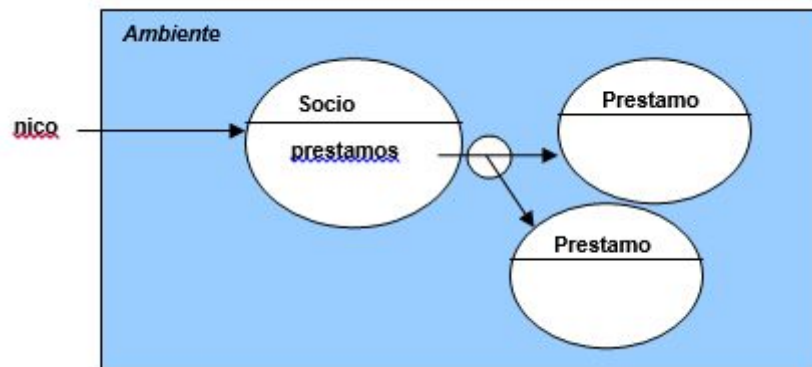 Ambiente
Socio
Prestamo
nico
prestamos
Prestamo